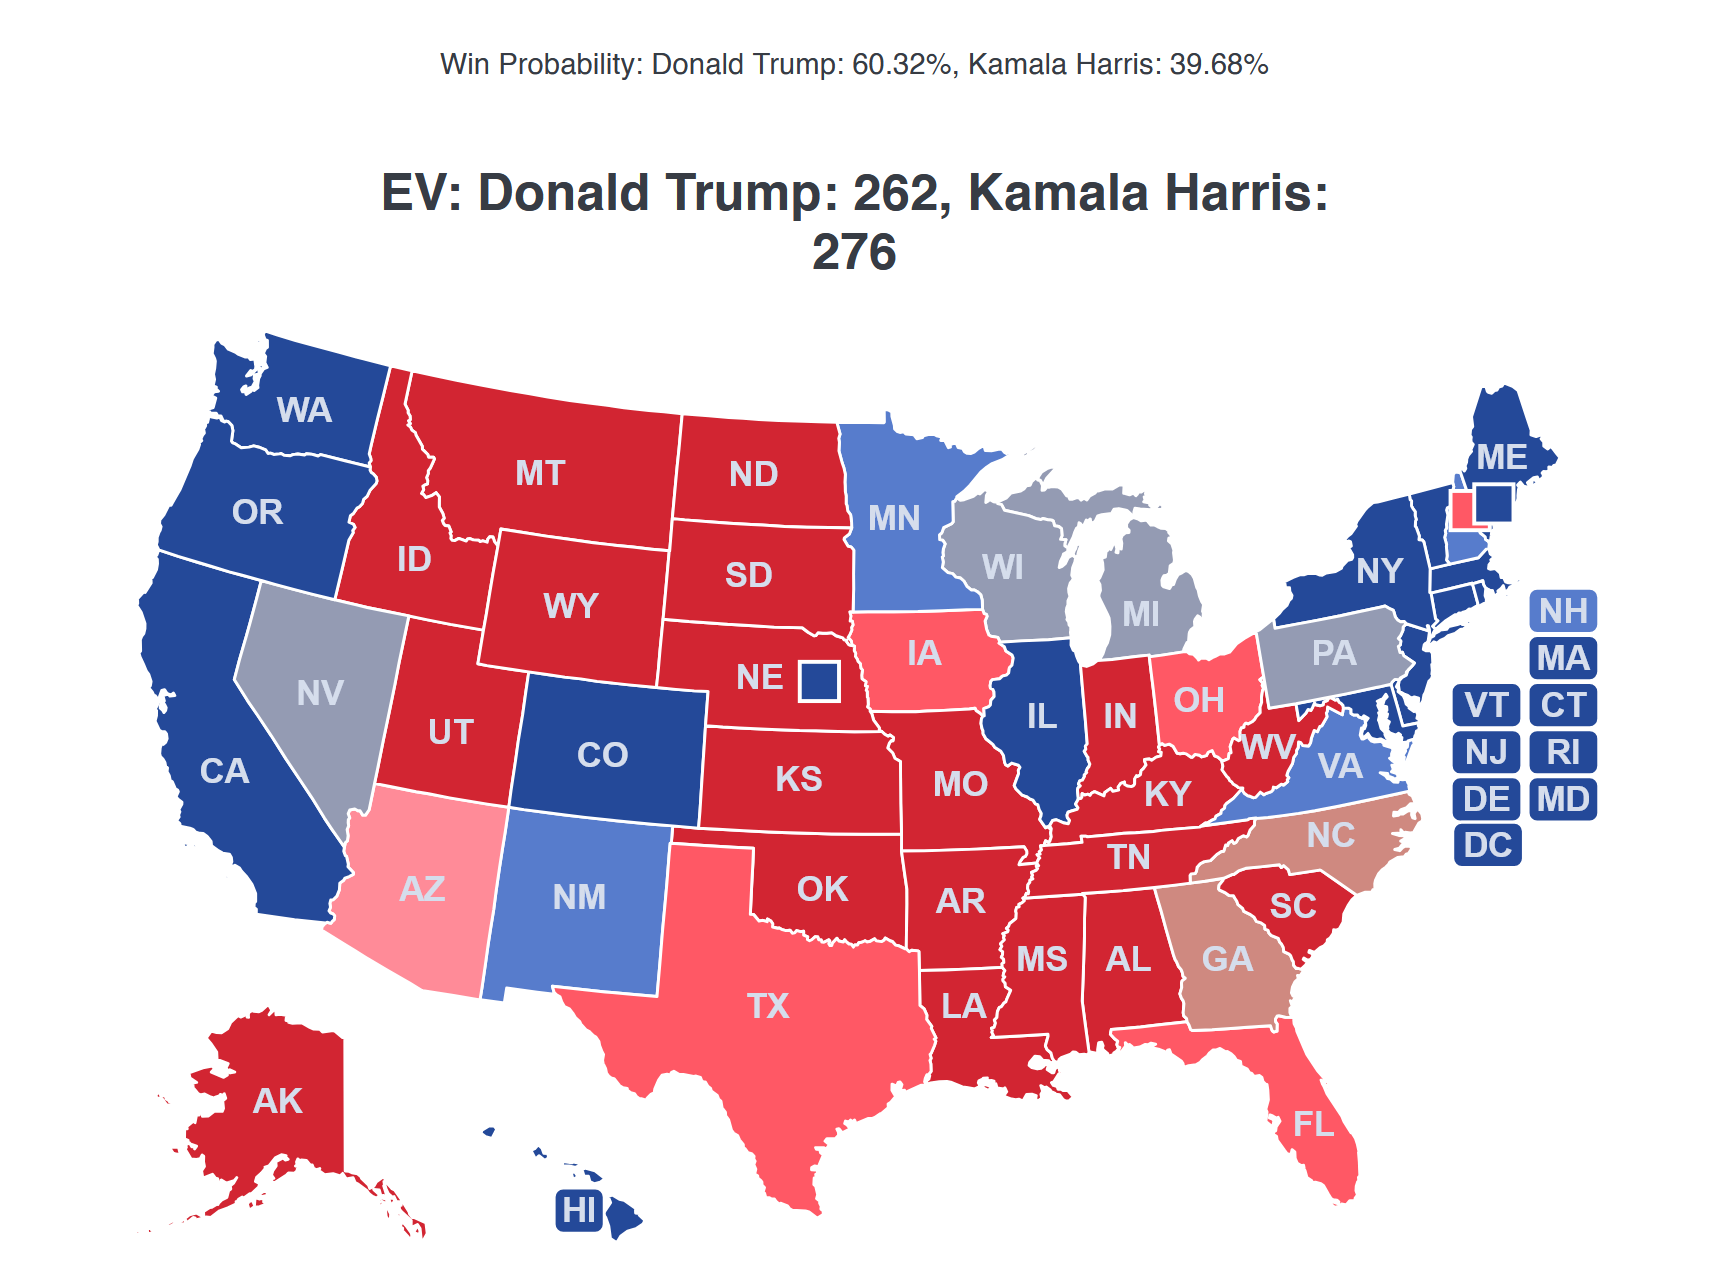 Win Probability: Donald Trump: 60.32%, Kamala Harris: 39.68%
EV: Donald Trump: 262, Kamala Harris:
276
WA
ME
MT
ND
OR
MN
ID
SD
WI
NY
WY
MI
NH
IA
PA
MA
NE
NV
OH
VT
CT
IL
IN
UT
WV
CO
NJ
RI
CA
VA
KS
MO
KY
DE
MD
NC
DC
TN
AZ
OK
NM
AR
SC
MS
AL
GA
TX
LA
AK
FL
HI